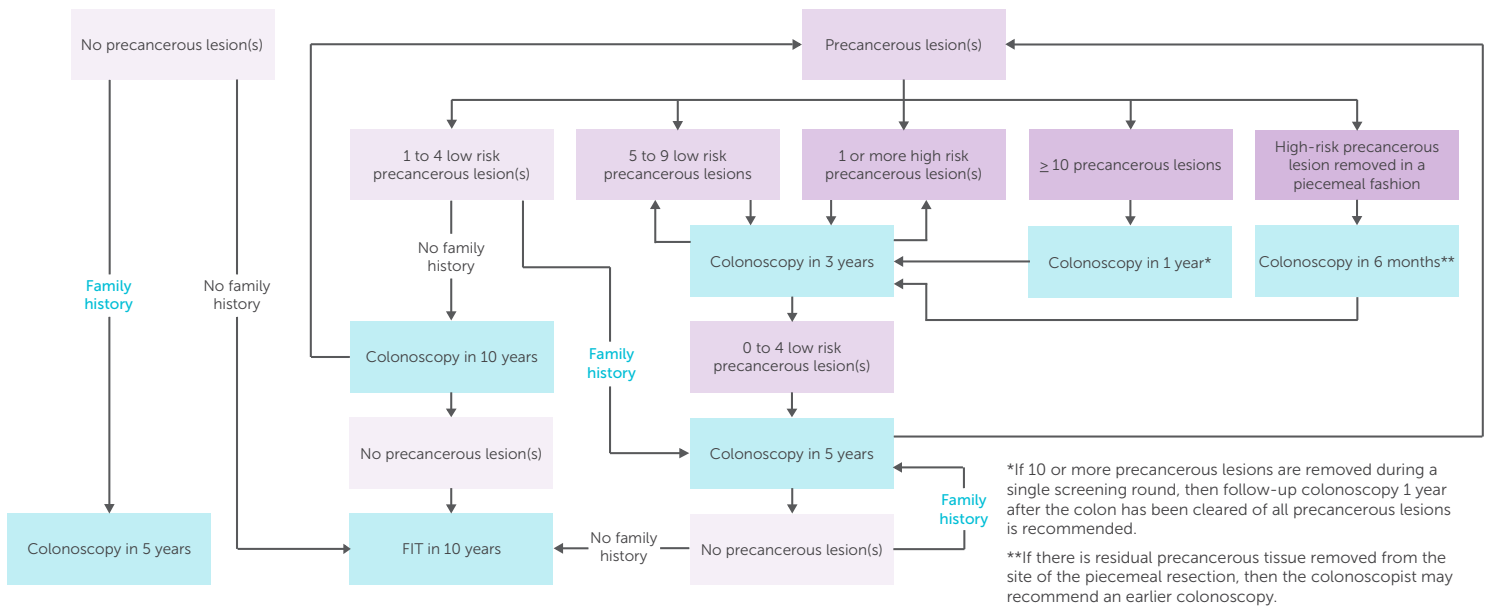 No precancerous lesion(s)
Precancerous lesion(s)
1 to 4 low risk
precancerous lesion(s)
5 to 9 low risk
precancerous lesions
1 or more high risk
precancerous lesion(s)
≥ 10 precancerous lesions
High-risk precancerous
lesion removed in a
piecemeal fashion
Family
history
No family
history
No family
history
Colonoscopy in 3 years
Colonoscopy in 1 year*
Colonoscopy in 6 months**
Colonoscopy in 10 years
Family
history
0 to 4 low risk
precancerous lesion(s)
No precancerous lesion(s)
Colonoscopy in 5 years
Colonoscopy in 5 years
FIT in 10 years
No family
history
No precancerous lesion(s)
Family
history
*If 10 or more precancerous lesions are removed during a
single screening round, then follow-up colonoscopy 1 year
after the colon has been cleared of all precancerous lesions
is recommended.
**If there is residual precancerous tissue removed from the
site of the piecemeal resection, then the colonoscopist may
recommend an earlier colonoscopy.